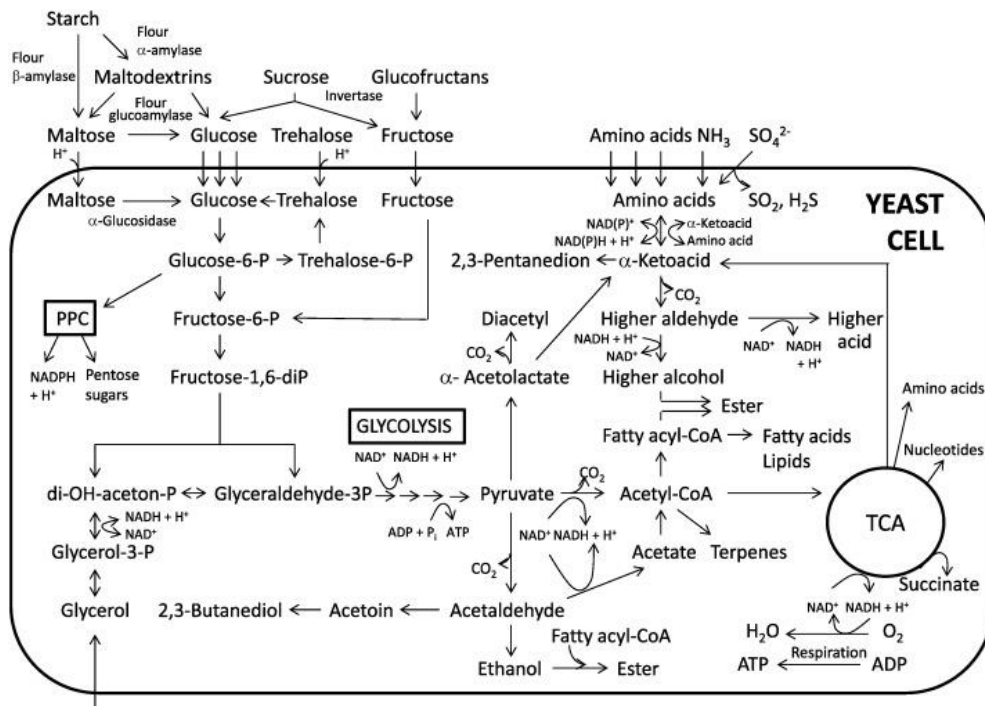 Starch
Flour
α-amylase
Flour
β-amylase
Maltodextrins
Sucrose
Glucofructans
Invertase
Flour
glucoamylase
Maltose
Glucose
Trehalose
Fructose
Amino acids NH₃
SO₄²⁻
H⁺
H⁺
Maltose
Glucose
Trehalose
Fructose
Amino acids
SO₂, H₂S
YEAST
CELL
α-Glucosidase
NAD(P)⁺
α-Ketoacid
NAD(P)H + H⁺
Amino acid
Glucose-6-P
Trehalose-6-P
2,3-Pentanedion
α-Ketoacid
CO₂
PPC
Fructose-6-P
Diacetyl
Higher aldehyde
Higher
acid
NADH + H⁺
NAD⁺
NAD⁺
NADH
+ H⁺
CO₂
NADPH
+ H⁺
Pentose
sugars
Fructose-1,6-diP
α- Acetolactate
Higher alcohol
Amino acids
Ester
GLYCOLYSIS
Fatty acyl-CoA
Fatty acids
Lipids
Nucleotides
NAD⁺ NADH + H⁺
CO₂
di-OH-aceton-P
Glyceraldehyde-3P
Pyruvate
Acetyl-CoA
TCA
NADH + H⁺
NAD⁺
ADP + Pᵢ ATP
NAD⁺ NADH + H⁺
Glycerol-3-P
Acetate
Terpenes
CO₂
Succinate
Glycerol
2,3-Butanediol
Acetoin
Acetaldehyde
NAD⁺ NADH + H⁺
H₂O
O₂
Fatty acyl-CoA
Respiration
Ethanol
Ester
ATP
ADP